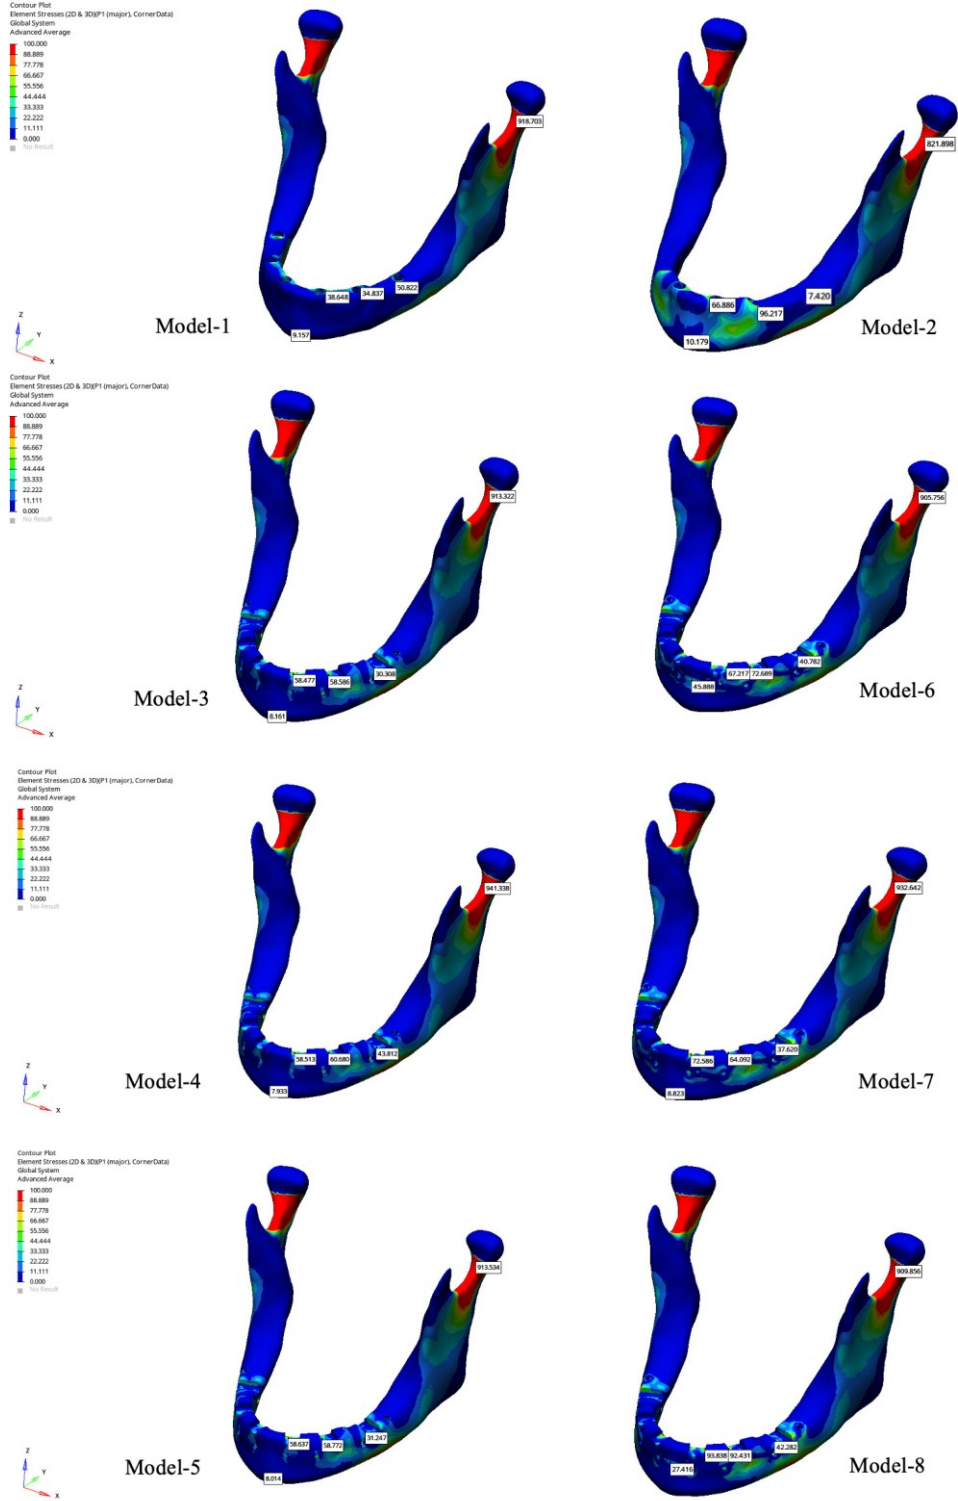 Contour Plot
Element Stresses (2D & 3D)(P1 (major), CornerData)
Global System
Advanced Average
100.000
88.889
77.778
66.667
55.556
44.444
33.333
22.222
11.111
0.000
No Result
918.703
38.648
34.837
50.822
9.157
Z
Y
X
Model-1
821.898
7.420
66.886
96.217
10.179
Model-2
Contour Plot
Element Stresses (2D & 3D)(P1 (major), CornerData)
Global System
Advanced Average
100.000
88.889
77.778
66.667
55.556
44.444
33.333
22.222
11.111
0.000
No Result
913.322
58.477
58.586
30.308
8.161
Z
Y
X
Model-3
905.756
45.888
67.217
72.689
40.782
Model-6
Contour Plot
Element Stresses (2D & 3D)(P1 (major), CornerData)
Global System
Advanced Average
100.000
88.889
77.778
66.667
55.556
44.444
33.333
22.222
11.111
0.000
No Result
941.338
58.513
60.680
43.812
7.933
Z
Y
X
Model-4
932.642
72.586
64.092
37.620
8.823
Model-7
Contour Plot
Element Stresses (2D & 3D)(P1 (major), CornerData)
Global System
Advanced Average
100.000
88.889
77.778
66.667
55.556
44.444
33.333
22.222
11.111
0.000
No Result
913.534
58.637
58.772
31.247
8.014
Z
Y
X
Model-5
909.856
27.416
93.838
92.431
42.282
Model-8